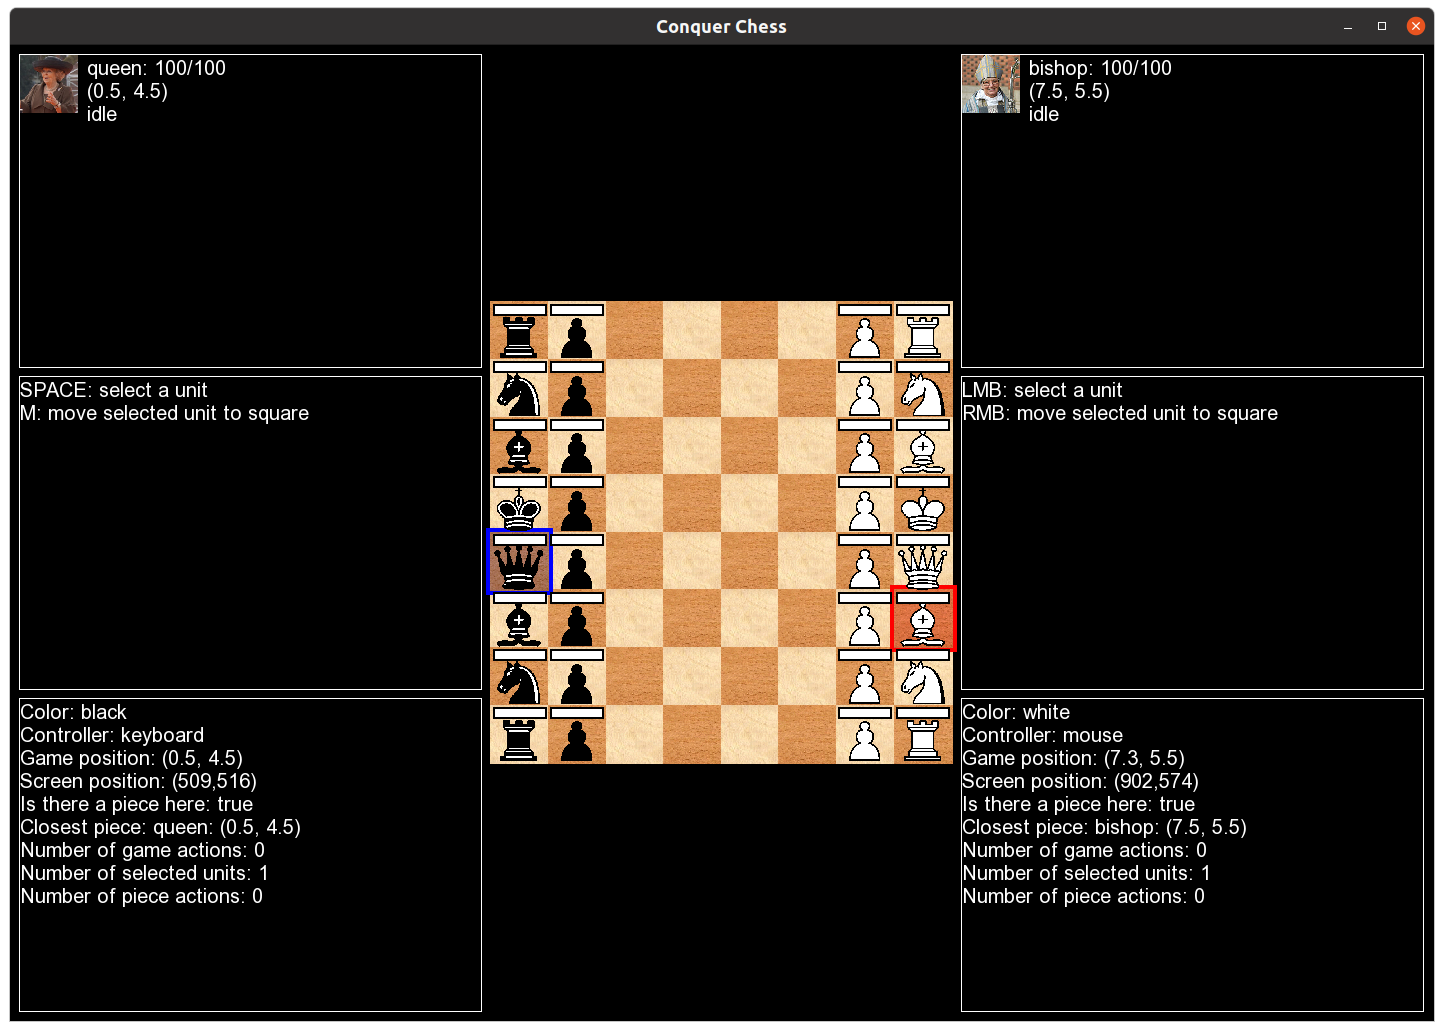 Conquer Chess
queen: 100/100
(0.5, 4.5)
idle
SPACE: select a unit
M: move selected unit to square
Color: black
Controller: keyboard
Game position: (0.5, 4.5)
Screen position: (509,516)
Is there a piece here: true
Closest piece: queen: (0.5, 4.5)
Number of game actions: 0
Number of selected units: 1
Number of piece actions: 0
bishop: 100/100
(7.5, 5.5)
idle
LMB: select a unit
RMB: move selected unit to square
Color: white
Controller: mouse
Game position: (7.3, 5.5)
Screen position: (902,574)
Is there a piece here: true
Closest piece: bishop: (7.5, 5.5)
Number of game actions: 0
Number of selected units: 1
Number of piece actions: 0